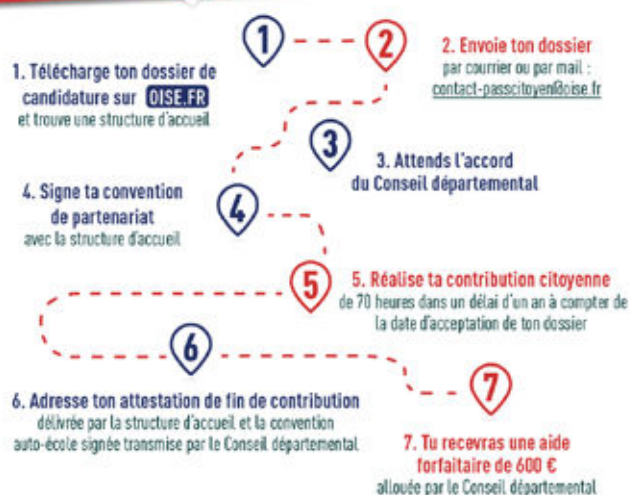 1
2
1. Télécharge ton dossier de
candidature sur OISE.FR
et trouve une structure d'accueil
2. Envoie ton dossier
par courrier ou par mail :
contact-passcitoyen@oise.fr
3
3. Attends l'accord
du Conseil départemental
4. Signe ta convention
de partenariat
avec la structure d'accueil
4
5
5. Réalise ta contribution citoyenne
de 70 heures dans un délai d'un an à compter de
la date d'acceptation de ton dossier
6
6. Adresse ton attestation de fin de contribution
délivrée par la structure d'accueil et la convention
auto-école signée transmise par le Conseil départemental
7
7. Tu recevras une aide
forfaitaire de 600 €
allouée par le Conseil départemental